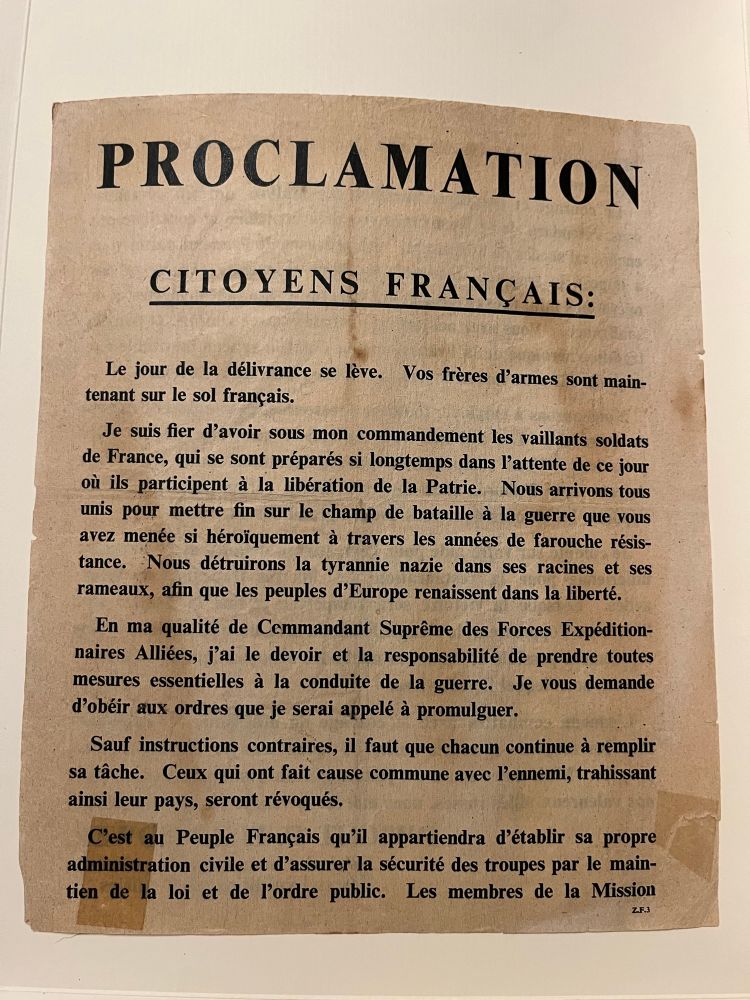 PROCLAMATION
CITOYENS FRANÇAIS:
Le jour de la délivrance se lève. Vos frères d'armes sont main-
tenant sur le sol français.
Je suis fier d'avoir sous mon commandement les vaillants soldats
de France, qui se sont préparés si longtemps dans l'attente de ce jour
où ils participent à la libération de la Patrie. Nous arrivons tous
unis pour mettre fin sur le champ de bataille à la guerre que vous
avez menée si héroïquement à travers les années de farouche résis-
tance. Nous détruirons la tyrannie nazie dans ses racines et ses
rameaux, afin que les peuples d'Europe renaissent dans la liberté.
En ma qualité de Commandant Suprême des Forces Expédition-
naires Alliées, j'ai le devoir et la responsabilité de prendre toutes
mesures essentielles à la conduite de la guerre. Je vous demande
d'obéir aux ordres que je serai appelé à promulguer.
Sauf instructions contraires, il faut que chacun continue à remplir
sa tâche. Ceux qui ont fait cause commune avec l'ennemi, trahissant
ainsi leur pays, seront révoqués.
C'est au Peuple Français qu'il appartiendra d'établir sa propre
administration civile et d'assurer la sécurité des troupes par le main-
tien de la loi et de l'ordre public. Les membres de la Mission
Z.F.3